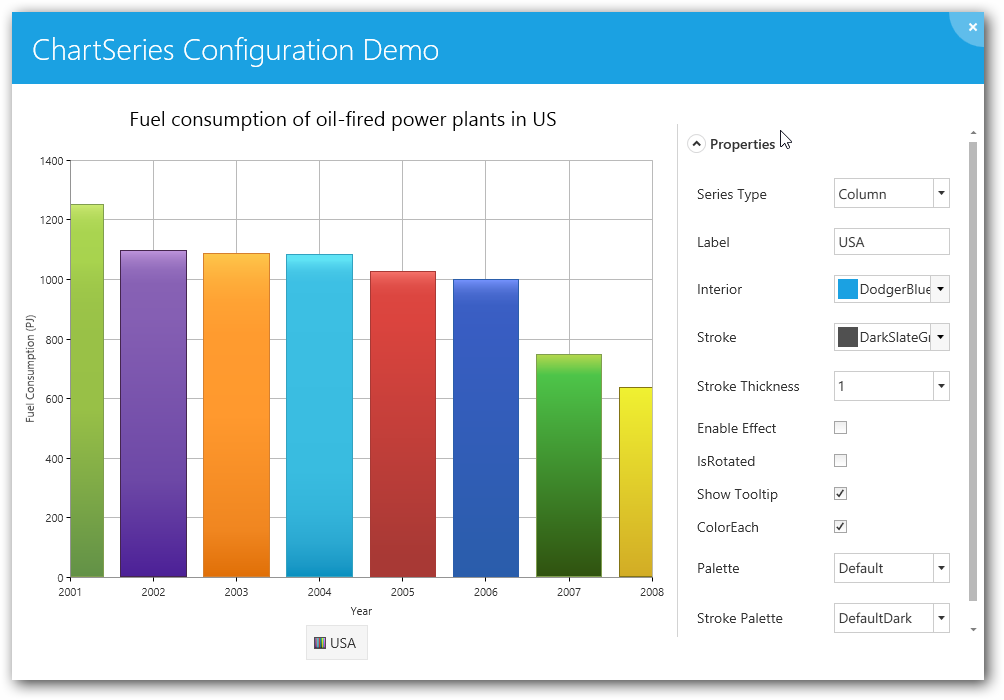 ChartSeries Configuration Demo
Fuel consumption of oil-fired power plants in US
1400
1200
1000
800
600
400
200
0
Fuel Consumption (PJ)
2001 2002 2003 2004 2005 2006 2007 2008
Year
USA
Properties
Series Type Column
Label USA
Interior DodgerBlue
Stroke DarkSlateGr
Stroke Thickness 1
Enable Effect
IsRotated
Show Tooltip
ColorEach
Palette Default
Stroke Palette DefaultDark